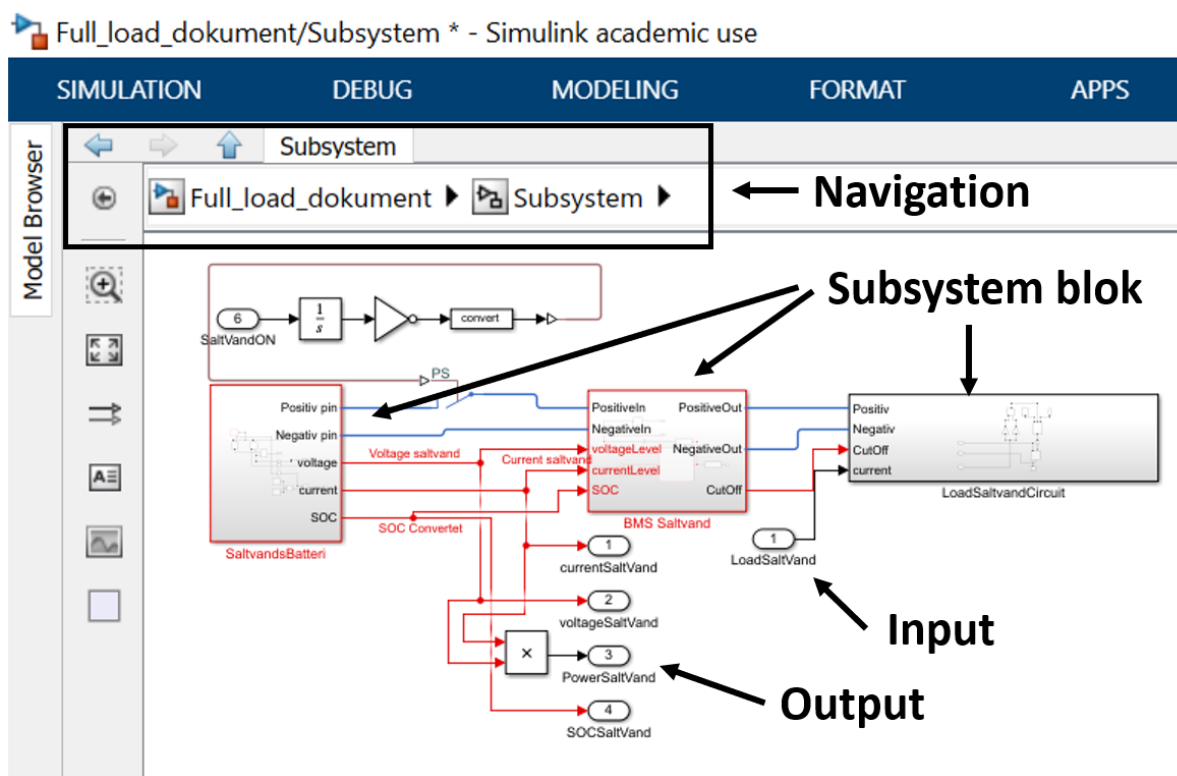 Full_load_dokument/Subsystem * - Simulink academic use
SIMULATION DEBUG MODELING FORMAT APPS
Model Browser
Subsystem
Full_load_dokument Subsystem
Navigation
Subsystem blok
6
SaltVandON
1
s
convert
PS
Positiv pin
Negativ pin
voltage
current
SOC
SaltvandsBatteri
Voltage saltvand
Current saltvand
SOC Convertet
PositiveIn PositiveOut
NegativeIn NegativeOut
voltageLevel
currentLevel
SOC CutOff
BMS Saltvand
Positiv
Negativ
CutOff
current
LoadSaltvandCircuit
1
LoadSaltVand
1
currentSaltVand
2
voltageSaltVand
×
3
PowerSaltVand
4
SOCSaltVand
Input
Output